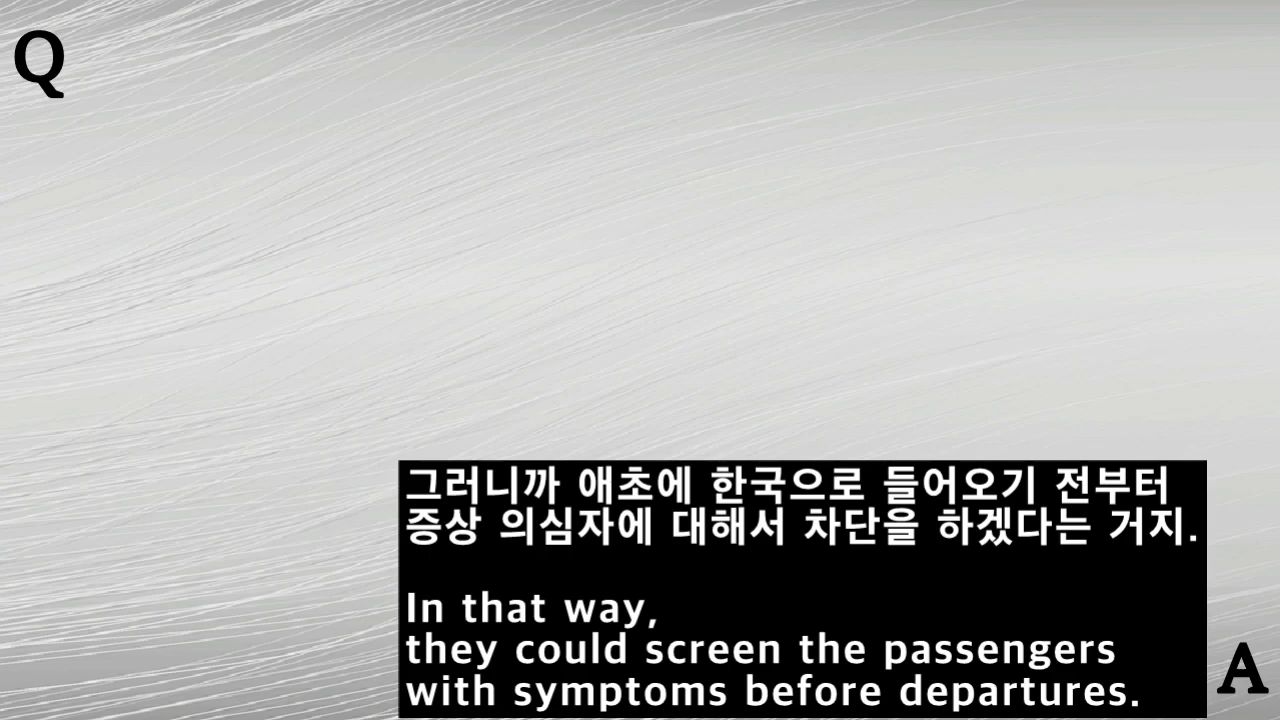 Q
그러니까 애초에 한국으로 들어오기 전부터
증상 의심자에 대해서 차단을 하겠다는 거지.
In that way,
they could screen the passengers
with symptoms before departures.
A